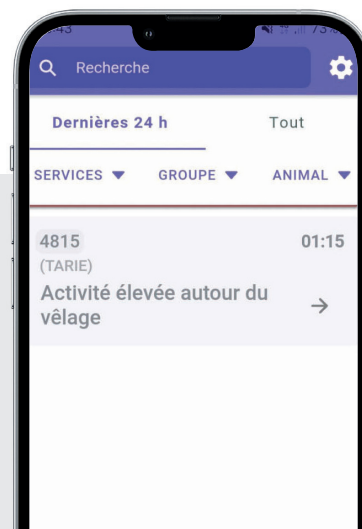 Recherche
Dernières 24 h Tout
SERVICES GROUPE ANIMAL
4815 01:15
(TARIE)
Activité élevée autour du
vêlage